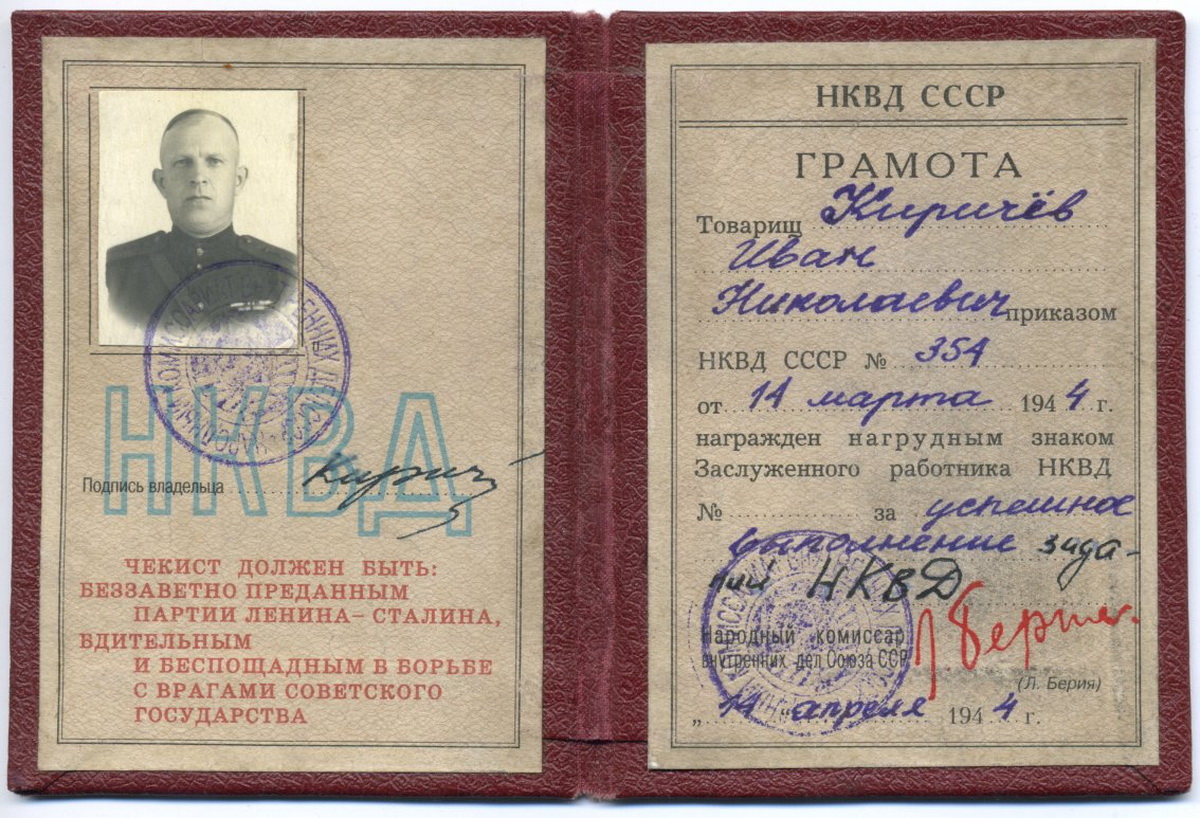 НКВД
Подпись владельца Кирич
ЧЕКИСТ ДОЛЖЕН БЫТЬ:
БЕЗЗАВЕТНО ПРЕДАННЫМ
ПАРТИИ ЛЕНИНА – СТАЛИНА,
БДИТЕЛЬНЫМ
И БЕСПОЩАДНЫМ В БОРЬБЕ
С ВРАГАМИ СОВЕТСКОГО
ГОСУДАРСТВА
НКВД СССР
ГРАМОТА
Товарищ Киричёв
Иван
Николаевич приказом
НКВД СССР № 354
от 14 марта 1944 г.
награжден нагрудным знаком
Заслуженного работника НКВД
№ за успешное
выполнение зада-
ний НКВД
Народный комиссар
внутренних дел Союза ССР
Л Берия
(Л. Берия)
„14" апреля 1944 г.